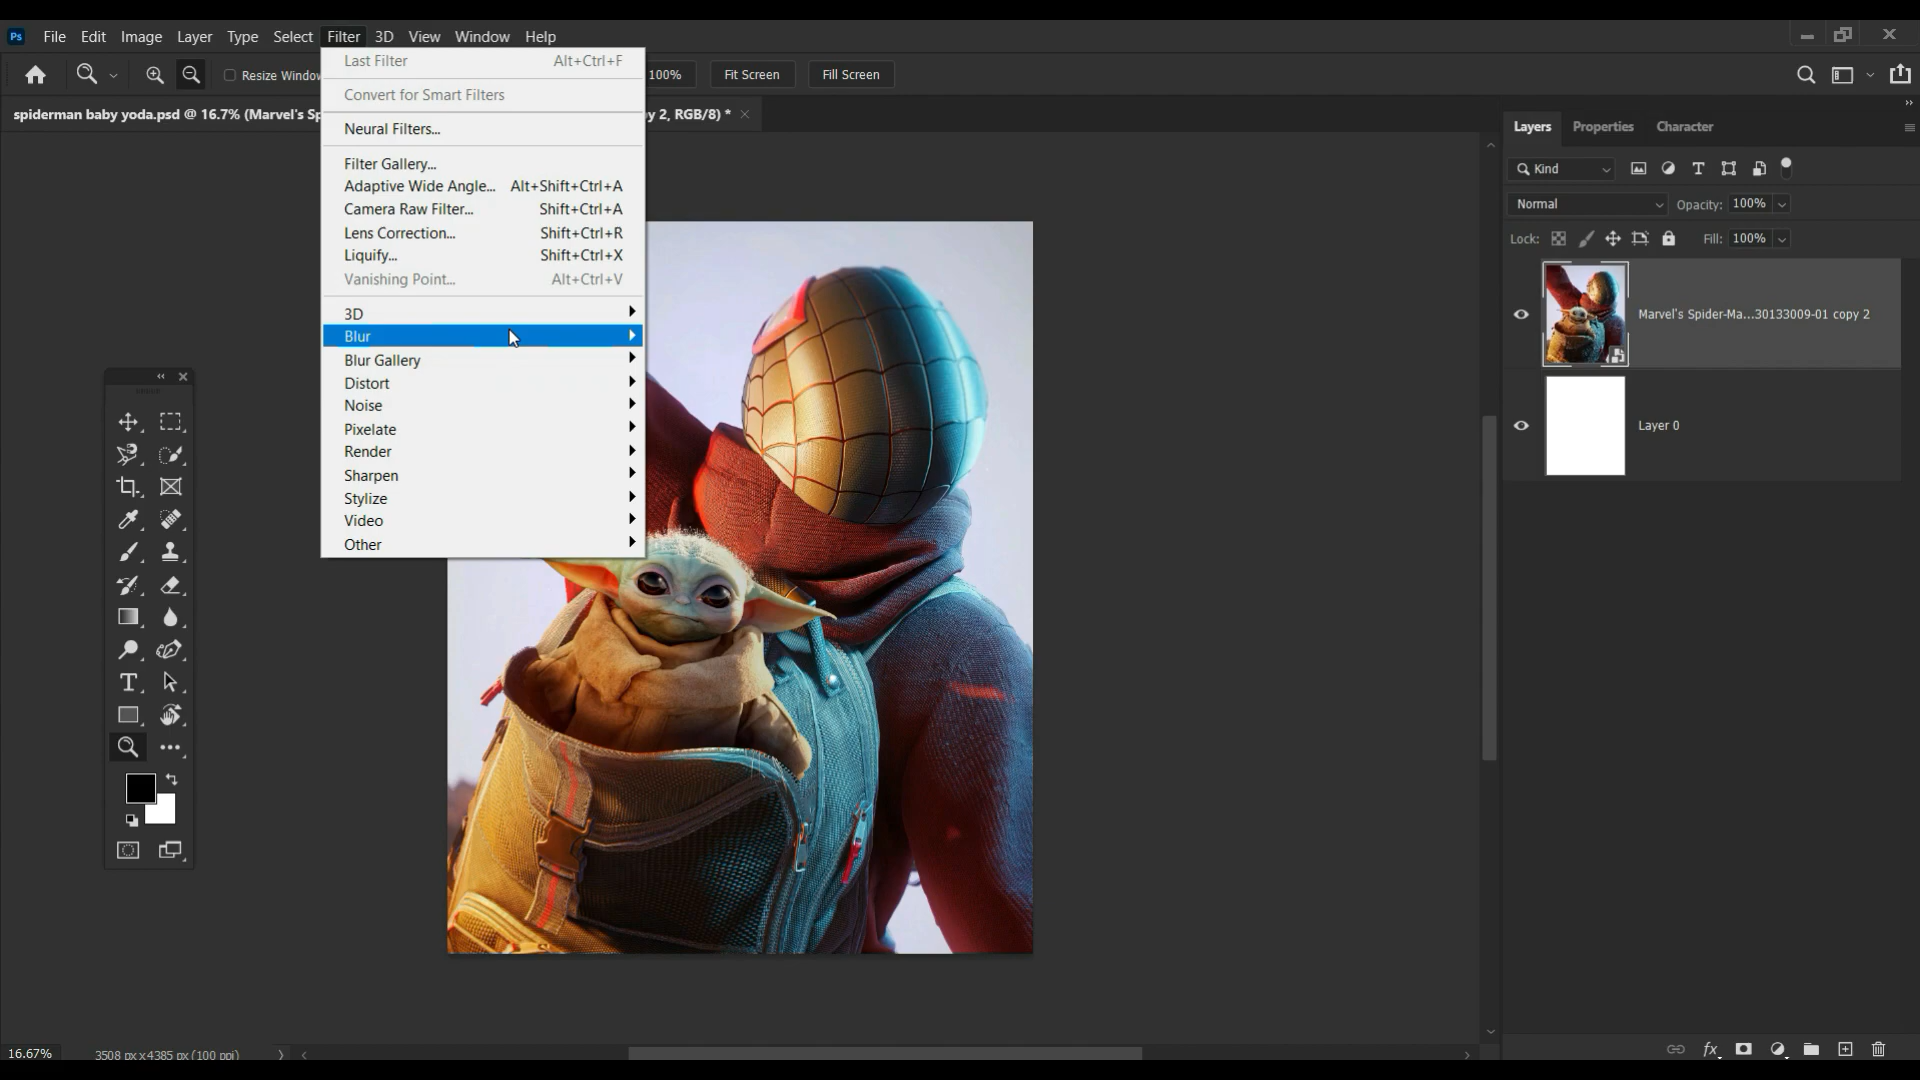 Ps File Edit Image Layer Type Select Filter 3D View Window Help
Resize Window 100% Fit Screen Fill Screen
spiderman baby yoda.psd @ 16.7% (Marvel's Sp y 2, RGB/8) *
Last Filter Alt+Ctrl+F
Convert for Smart Filters
Neural Filters...
Filter Gallery...
Adaptive Wide Angle... Alt+Shift+Ctrl+A
Camera Raw Filter... Shift+Ctrl+A
Lens Correction... Shift+Ctrl+R
Liquify... Shift+Ctrl+X
Vanishing Point... Alt+Ctrl+V
3D
Blur
Blur Gallery
Distort
Noise
Pixelate
Render
Sharpen
Stylize
Video
Other
Layers Properties Character
Kind
Normal Opacity: 100%
Lock: Fill: 100%
Marvel's Spider-Ma...30133009-01 copy 2
Layer 0
16.67% 3508 px x 4385 px (100 ppi)